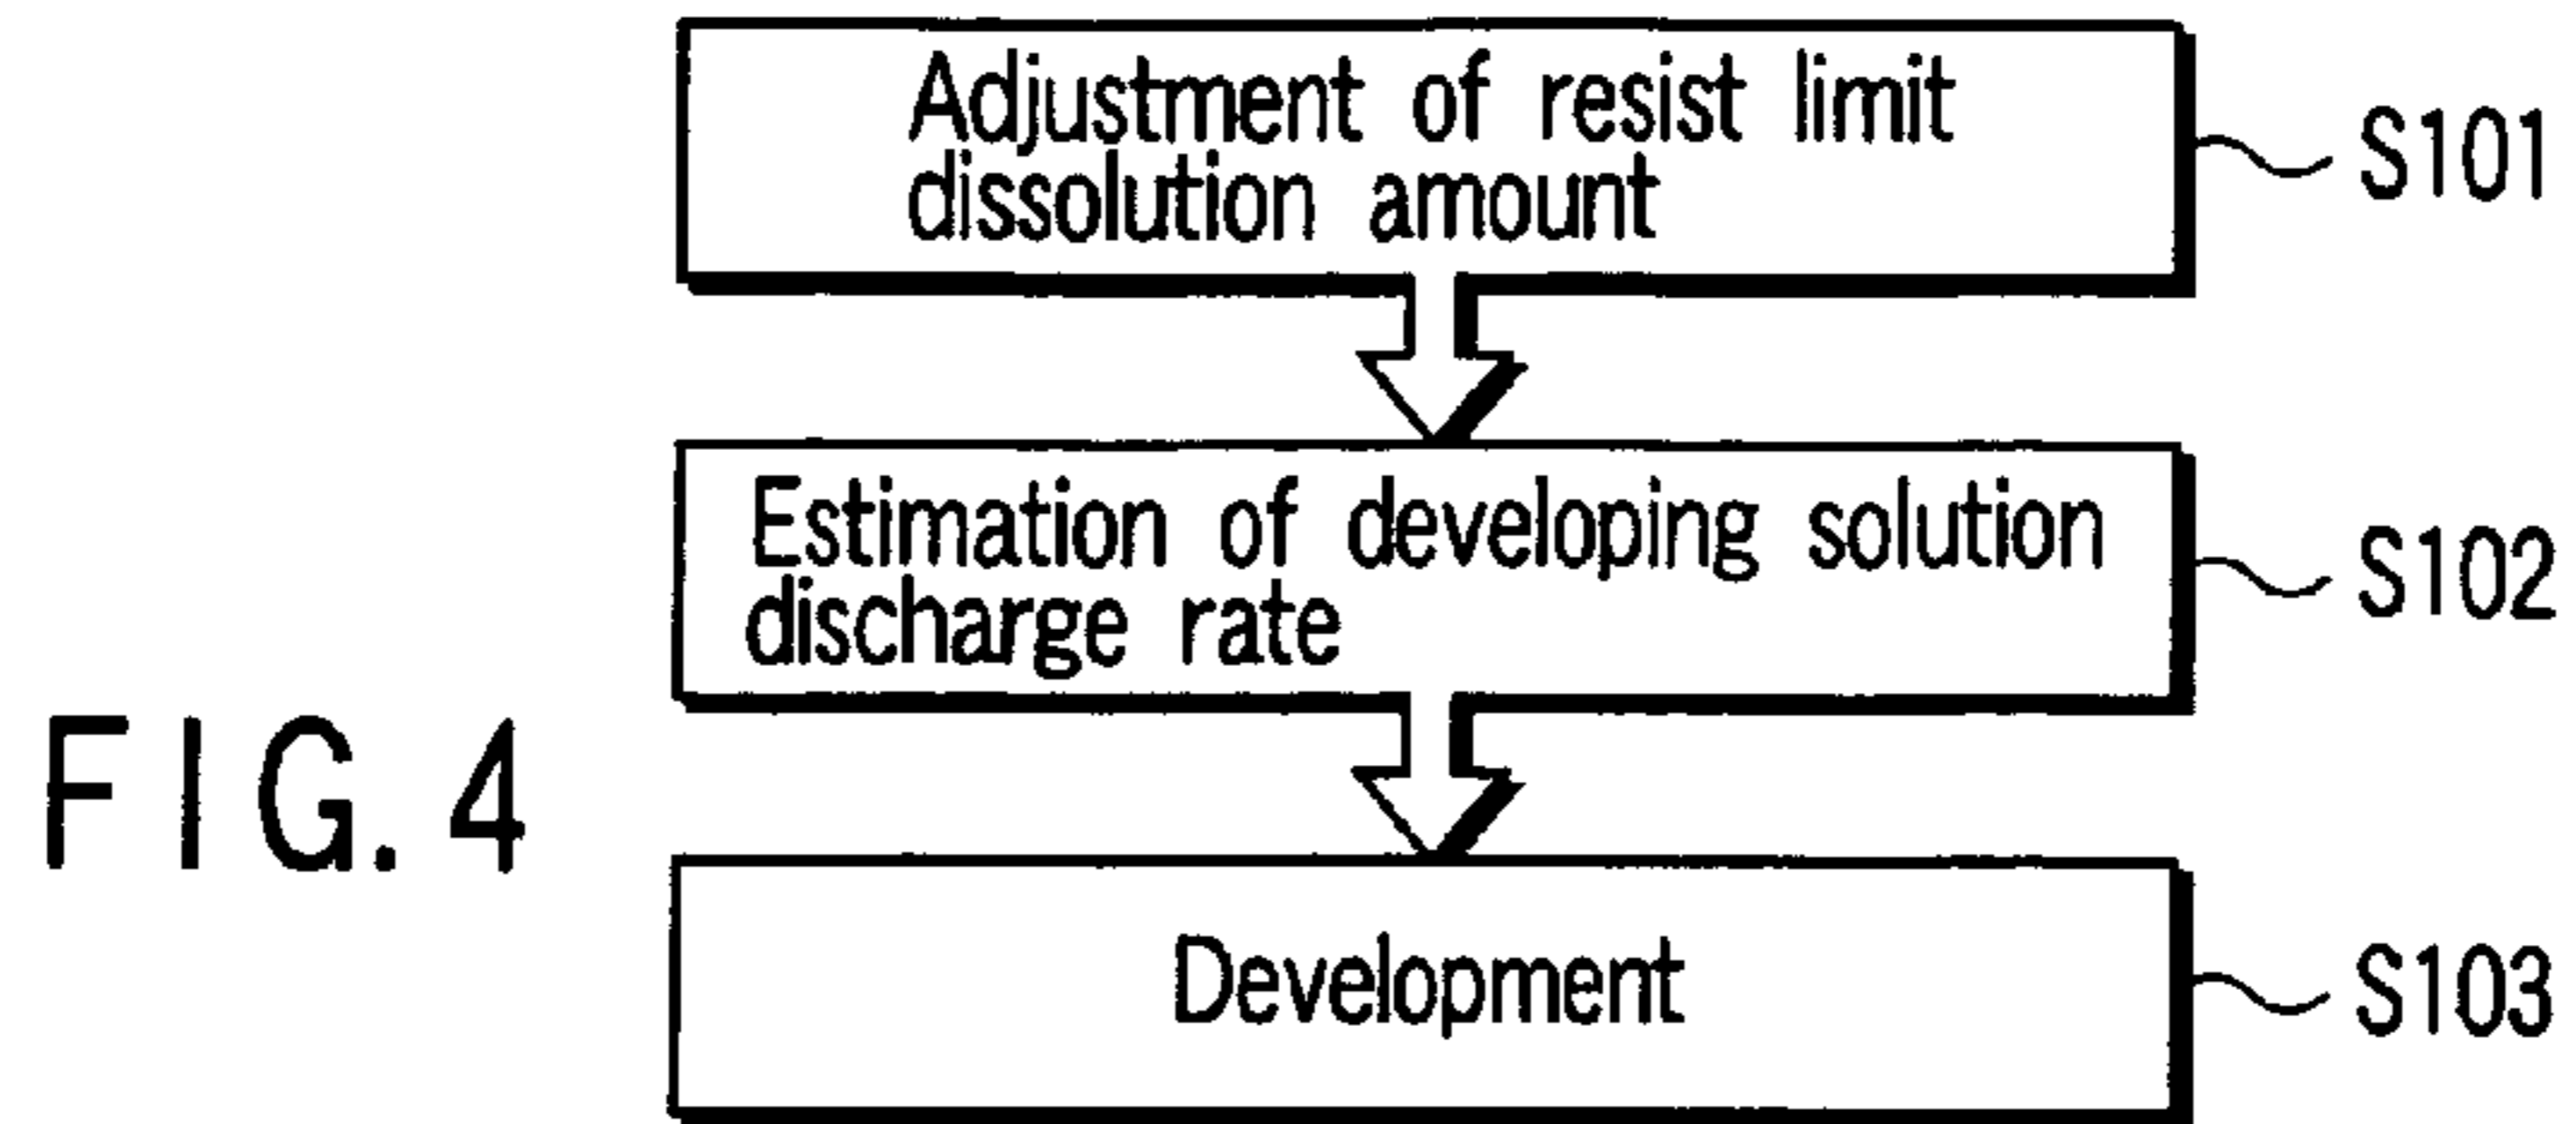 Adjustment of resist limit
dissolution amount
S101
Estimation of developing solution
discharge rate
S102
FIG. 4
Development
S103